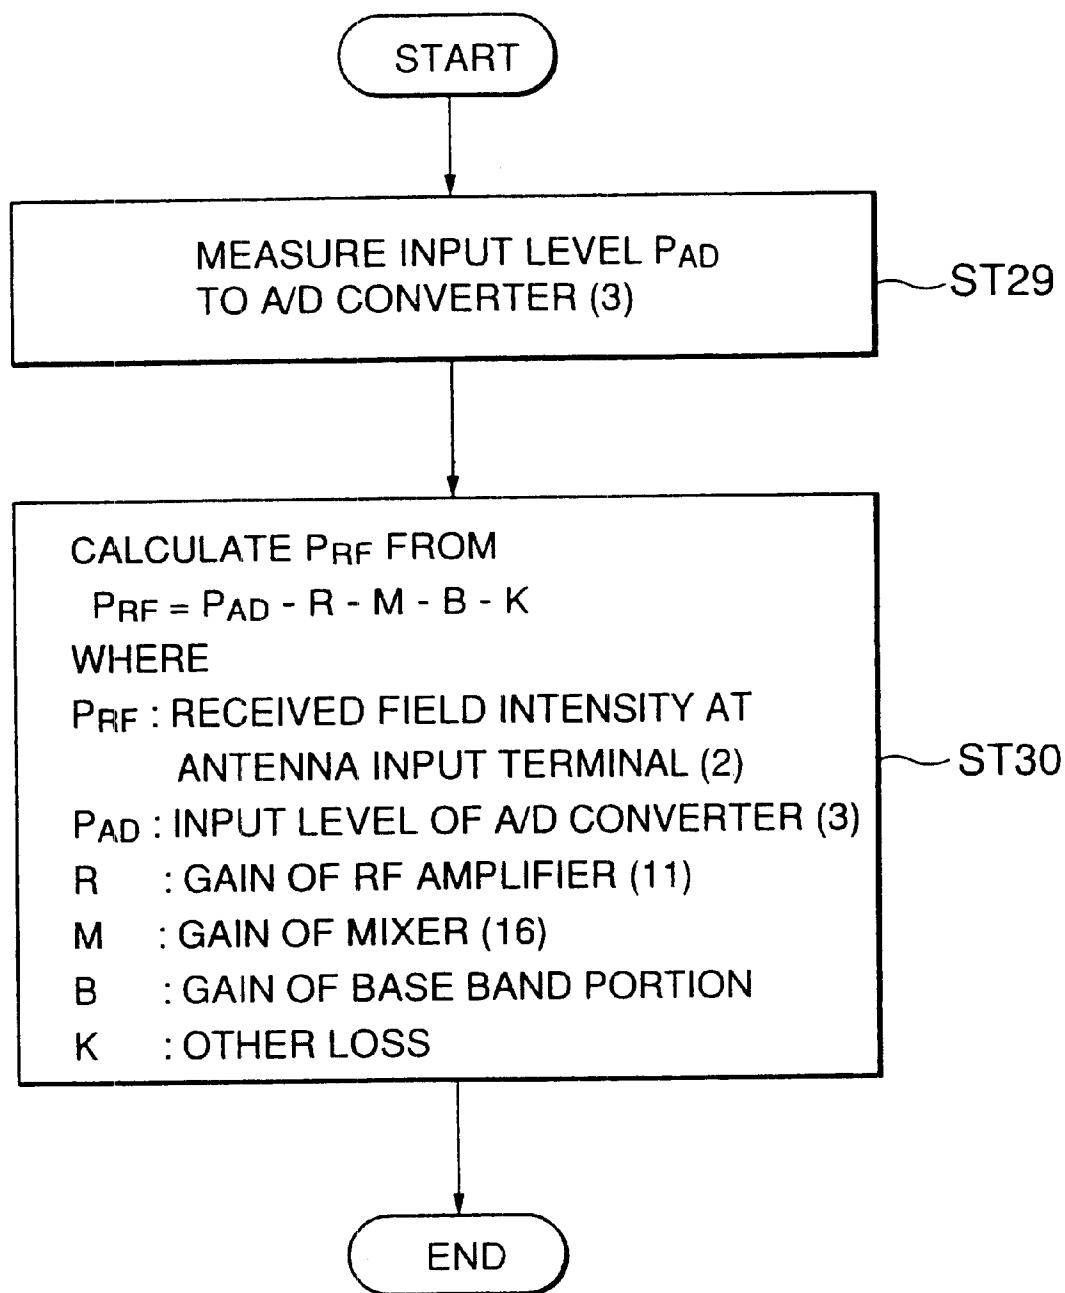 START
MEASURE INPUT LEVEL PAD
TO A/D CONVERTER (3)
ST29
CALCULATE PRF FROM
PRF = PAD - R - M - B - K
WHERE
PRF : RECEIVED FIELD INTENSITY AT
ANTENNA INPUT TERMINAL (2)
PAD : INPUT LEVEL OF A/D CONVERTER (3)
R : GAIN OF RF AMPLIFIER (11)
M : GAIN OF MIXER (16)
B : GAIN OF BASE BAND PORTION
K : OTHER LOSS
ST30
END